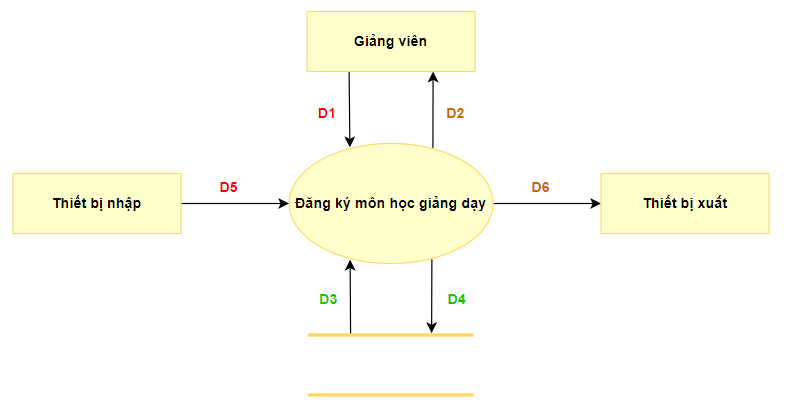 Giảng viên
D1
D2
Thiết bị nhập
D5
Đăng ký môn học giảng dạy
D6
Thiết bị xuất
D3
D4